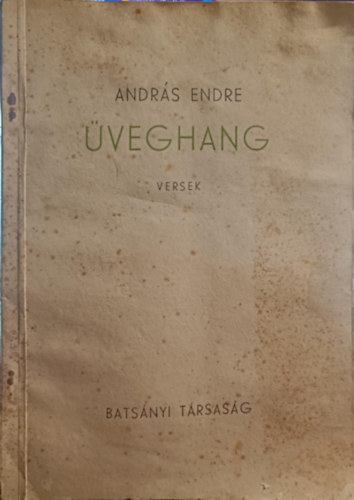 ANDRÁS ENDRE
ÜVEGHANG
VERSEK
BATSÁNYI TÁRSASÁG